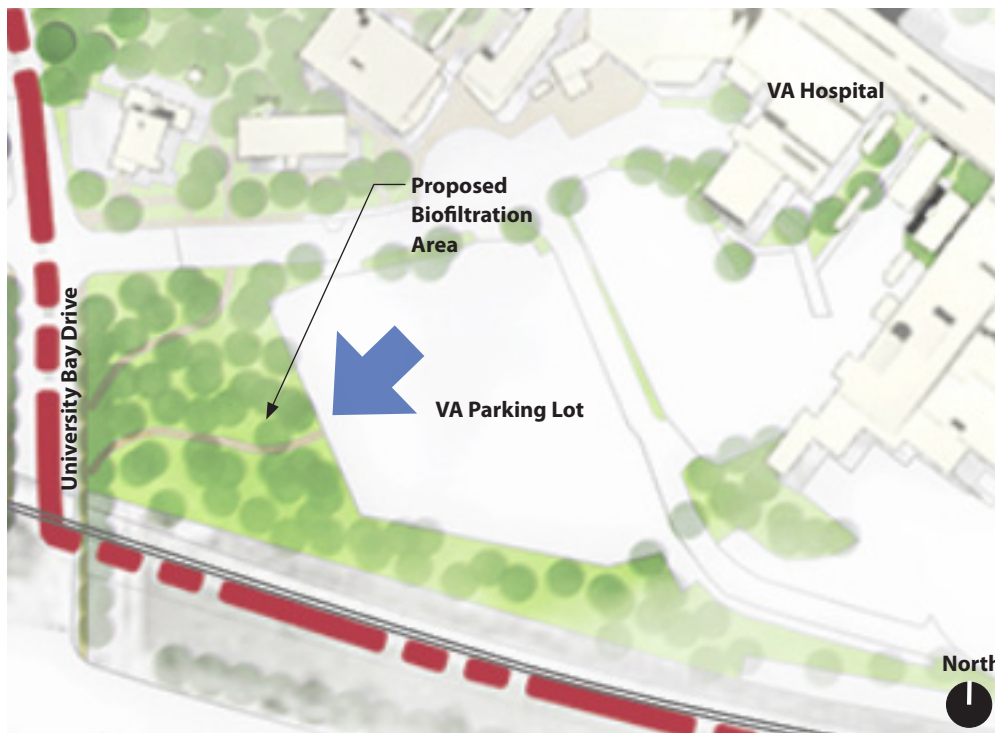 VA Hospital
Proposed
Biofiltration
Area
University Bay Drive
VA Parking Lot
North